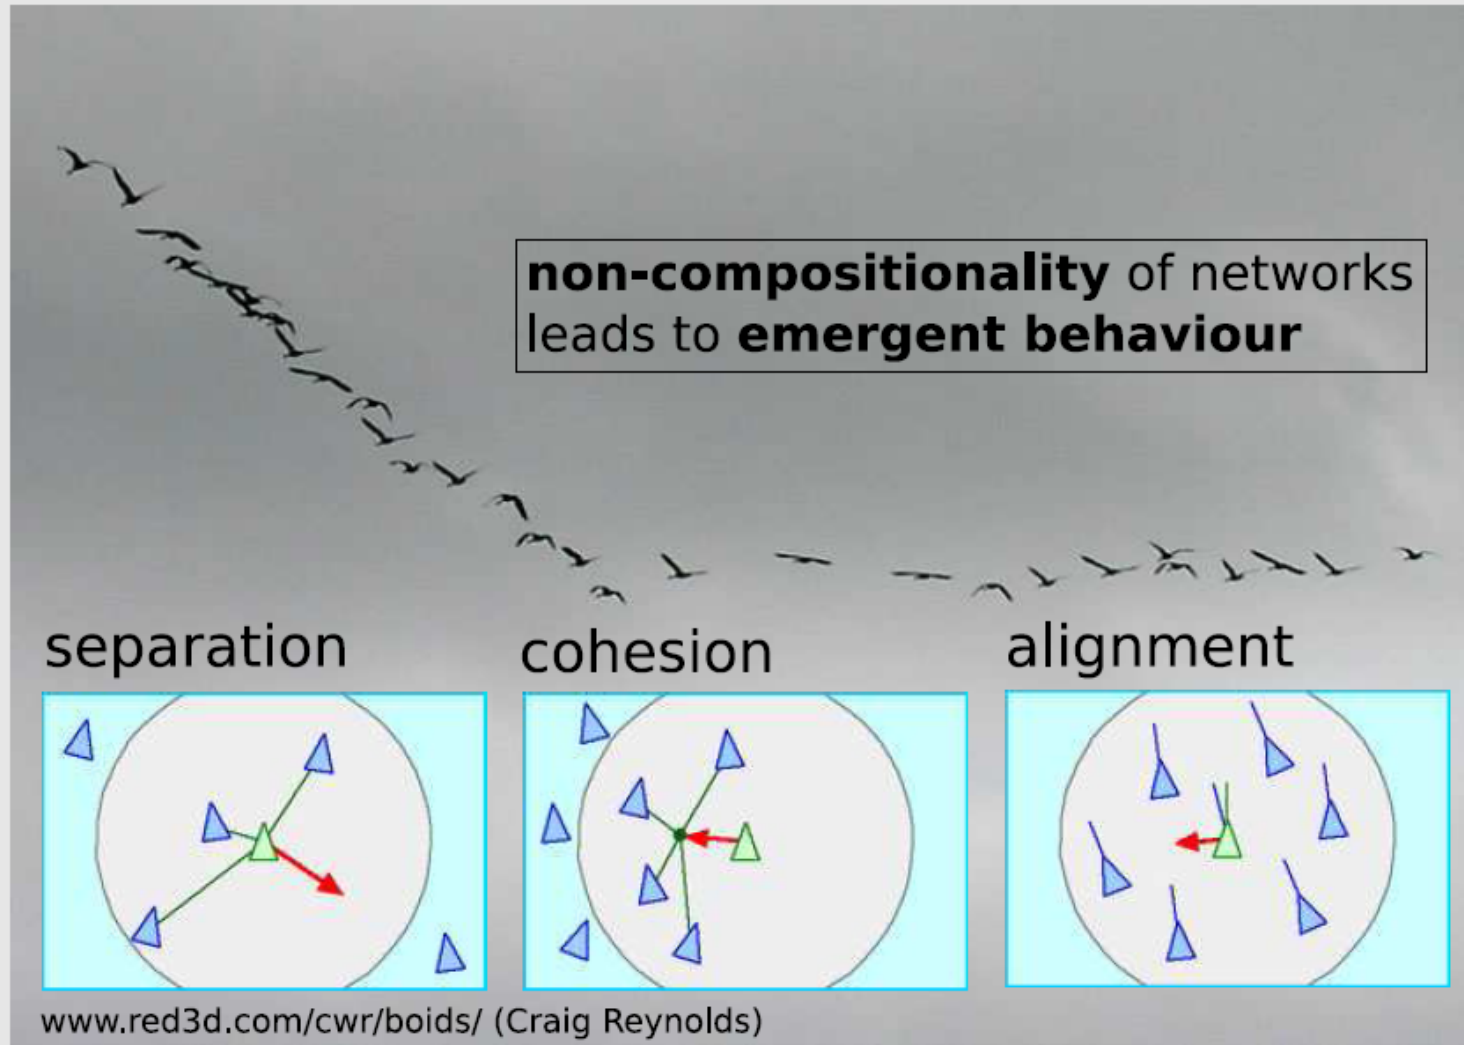 non-compositionality of networks
leads to emergent behaviour
separation
cohesion
alignment
www.red3d.com/cwr/boids/ (Craig Reynolds)